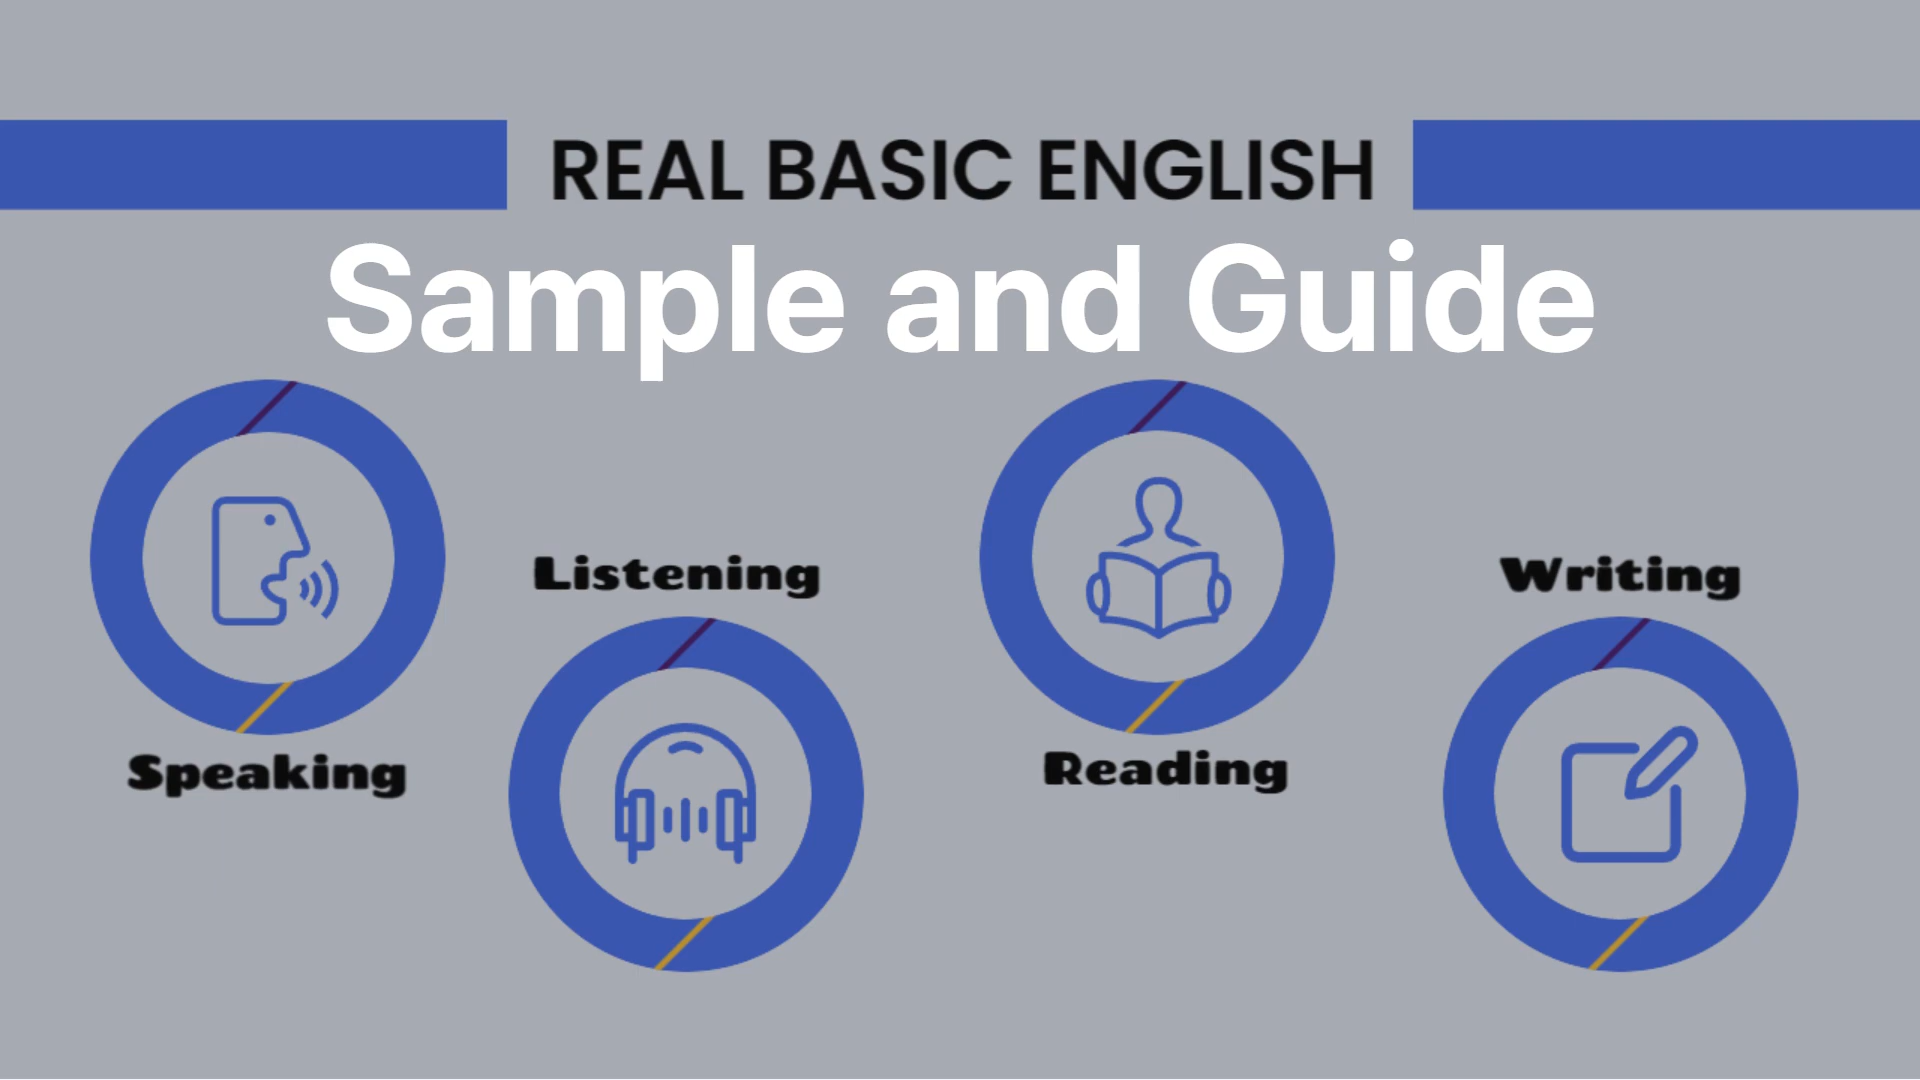 REAL BASIC ENGLISH
Sample and Guide
Speaking
Listening
Reading
Writing